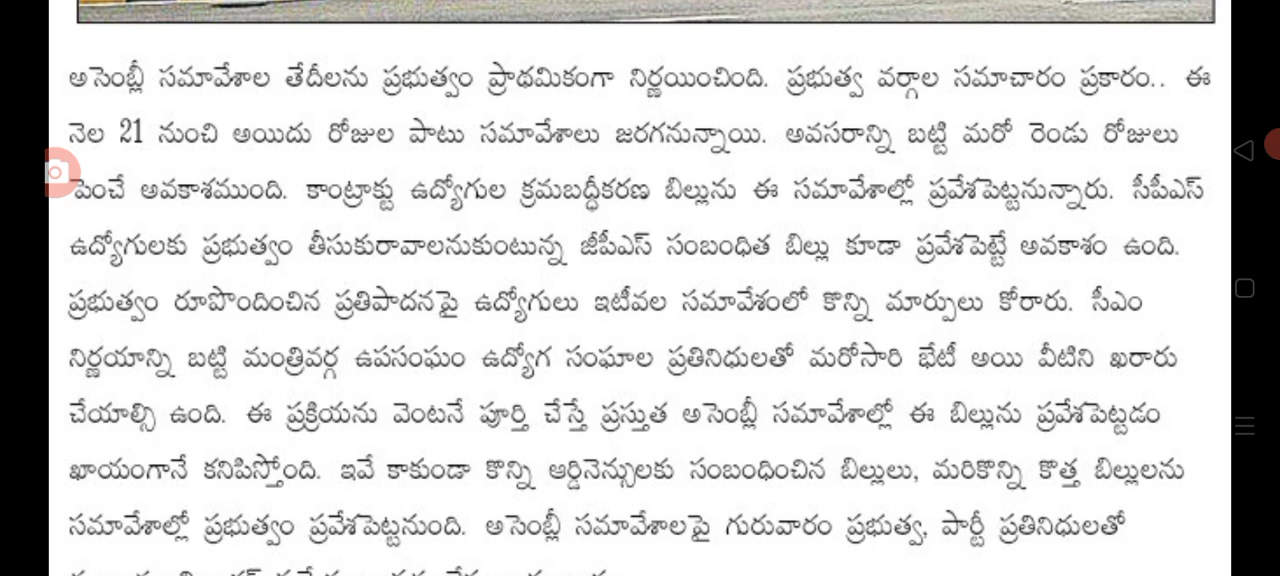 అసెంబ్లీ సమావేశాల తేదీలను ప్రభుత్వం ప్రాథమికంగా నిర్ణయించింది. ప్రభుత్వ వర్గాల సమాచారం ప్రకారం.. ఈ
నెల 21 నుంచి అయిదు రోజుల పాటు సమావేశాలు జరగనున్నాయి. అవసరాన్ని బట్టి మరో రెండు రోజులు
పెంచే అవకాశముంది. కాంట్రాక్టు ఉద్యోగుల క్రమబద్ధీకరణ బిల్లును ఈ సమావేశాల్లో ప్రవేశపెట్టనున్నారు. సీపీఎస్
ఉద్యోగులకు ప్రభుత్వం తీసుకురావాలనుకుంటున్న జీపీఎస్ సంబంధిత బిల్లు కూడా ప్రవేశపెట్టే అవకాశం ఉంది.
ప్రభుత్వం రూపొందించిన ప్రతిపాదనపై ఉద్యోగులు ఇటీవల సమావేశంలో కొన్ని మార్పులు కోరారు. సీఎం
నిర్ణయాన్ని బట్టి మంత్రివర్గ ఉపసంఘం ఉద్యోగ సంఘాల ప్రతినిధులతో మరోసారి భేటీ అయి వీటిని ఖరారు
చేయాల్సి ఉంది. ఈ ప్రక్రియను వెంటనే పూర్తి చేస్తే ప్రస్తుత అసెంబ్లీ సమావేశాల్లో ఈ బిల్లును ప్రవేశపెట్టడం
ఖాయంగానే కనిపిస్తోంది. ఇవే కాకుండా కొన్ని ఆర్డినెన్సులకు సంబంధించిన బిల్లులు, మరికొన్ని కొత్త బిల్లులను
సమావేశాల్లో ప్రభుత్వం ప్రవేశపెట్టనుంది. అసెంబ్లీ సమావేశాలపై గురువారం ప్రభుత్వ, పార్టీ ప్రతినిధులతో